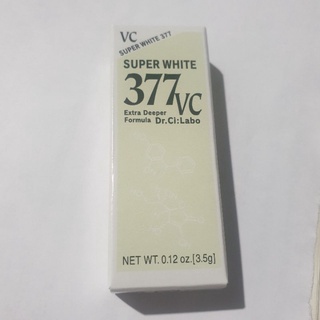 VC
SUPER WHITE 377
SUPER WHITE
377VC
Extra Deeper
Formula Dr.Ci:Labo
NET WT. 0.12 oz.[3.5g]